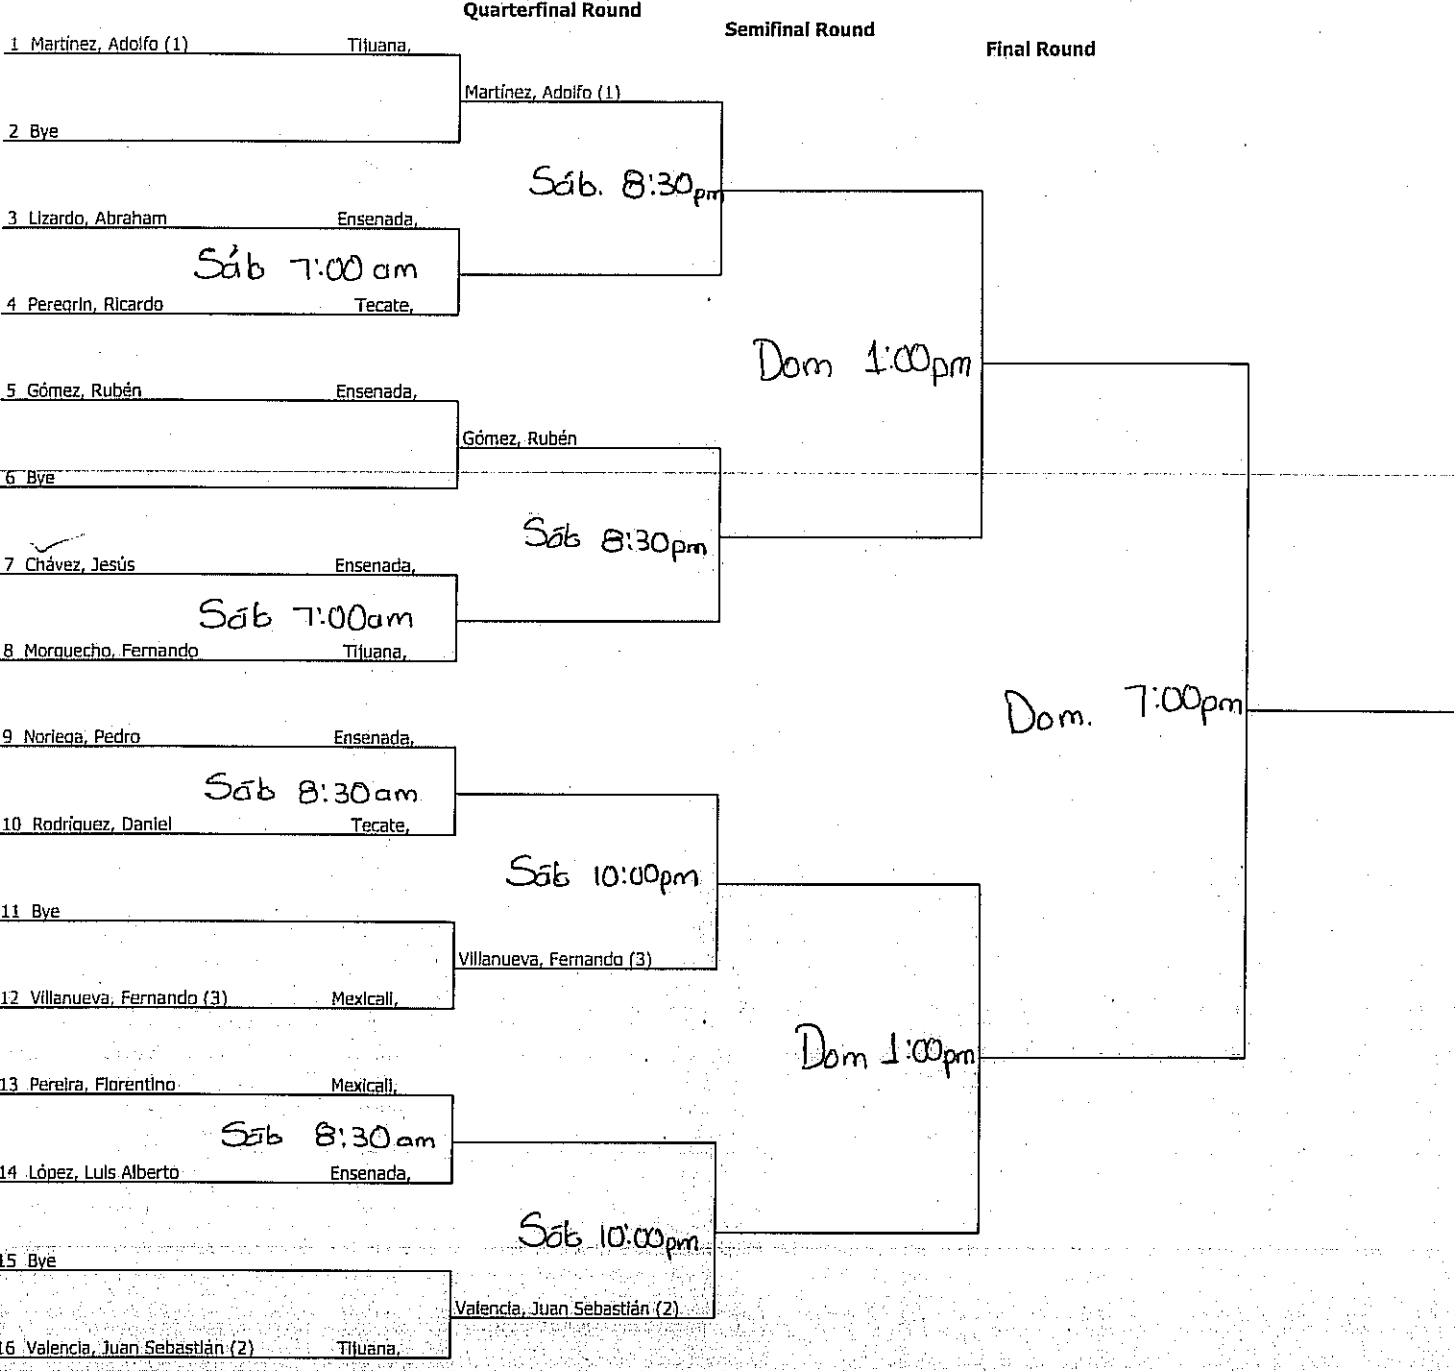 Quarterfinal Round
Semifinal Round
Final Round
1 Martínez, Adolfo (1) Tijuana,
Martínez, Adolfo (1)
2 Bye
Sáb. 8:30pm
3 Lizardo, Abraham Ensenada,
Sáb 7:00 am
4 Peregrin, Ricardo Tecate,
Dom 1:00pm
5 Gómez, Rubén Ensenada,
Gómez, Rubén
6 Bye
Sáb 8:30pm
7 Chávez, Jesús Ensenada,
Sáb 7:00am
8 Morquecho, Fernando Tijuana,
Dom. 7:00pm
9 Noriega, Pedro Ensenada,
Sáb 8:30am
10 Rodríguez, Daniel Tecate,
Sáb 10:00pm
11 Bye
Villanueva, Fernando (3)
12 Villanueva, Fernando (3) Mexicali,
Dom 1:00pm
13 Pereira, Florentino Mexicali,
Sáb 8:30am
14 López, Luis Alberto Ensenada,
Sáb 10:00pm
15 Bye
Valencia, Juan Sebastián (2)
16 Valencia, Juan Sebastián (2) Tijuana,